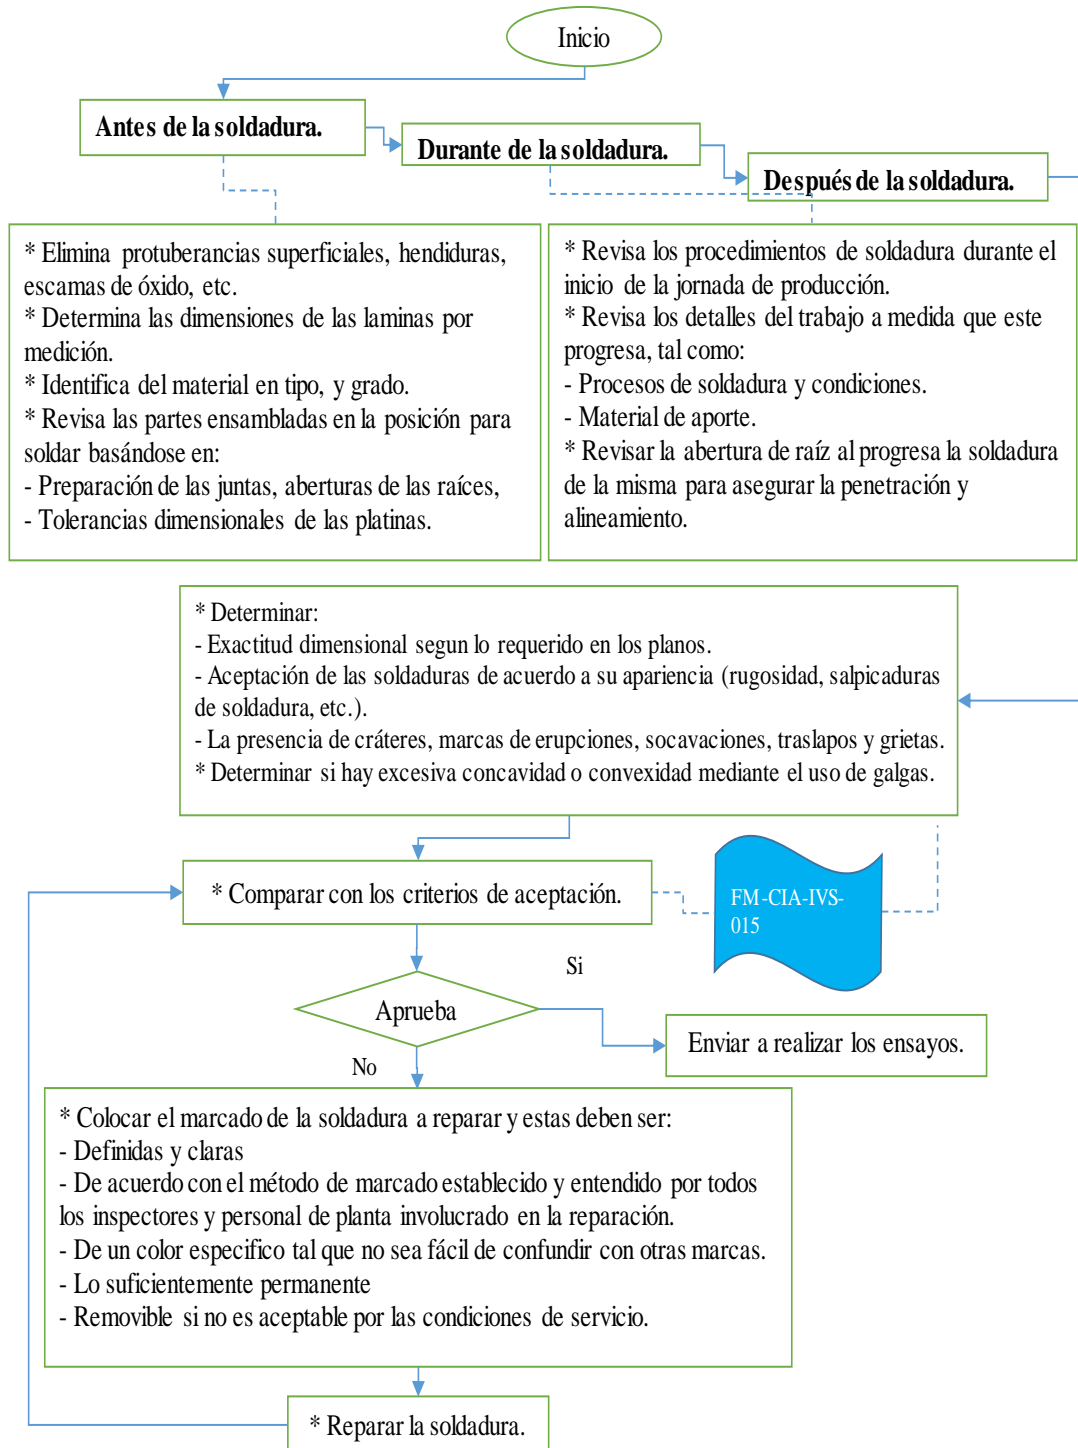 Inicio
Antes de la soldadura.
Durante de la soldadura.
Después de la soldadura.
* Elimina protuberancias superficiales, hendiduras,
escamas de óxido, etc.
* Determina las dimensiones de las laminas por
medición.
* Identifica del material en tipo, y grado.
* Revisa las partes ensambladas en la posición para
soldar basándose en:
- Preparación de las juntas, aberturas de las raíces,
- Tolerancias dimensionales de las platinas.
* Revisa los procedimientos de soldadura durante el
inicio de la jornada de producción.
* Revisa los detalles del trabajo a medida que este
progresa, tal como:
- Procesos de soldadura y condiciones.
- Material de aporte.
* Revisar la abertura de raíz al progresa la soldadura
de la misma para asegurar la penetración y
alineamiento.
* Determinar:
- Exactitud dimensional segun lo requerido en los planos.
- Aceptación de las soldaduras de acuerdo a su apariencia (rugosidad, salpicaduras
de soldadura, etc.).
- La presencia de cráteres, marcas de erupciones, socavaciones, traslapos y grietas.
* Determinar si hay excesiva concavidad o convexidad mediante el uso de galgas.
* Comparar con los criterios de aceptación.
FM-CIA-IVS-
015
Si
Aprueba
Enviar a realizar los ensayos.
No
* Colocar el marcado de la soldadura a reparar y estas deben ser:
- Definidas y claras
- De acuerdo con el método de marcado establecido y entendido por todos
los inspectores y personal de planta involucrado en la reparación.
- De un color especifico tal que no sea fácil de confundir con otras marcas.
- Lo suficientemente permanente
- Removible si no es aceptable por las condiciones de servicio.
* Reparar la soldadura.